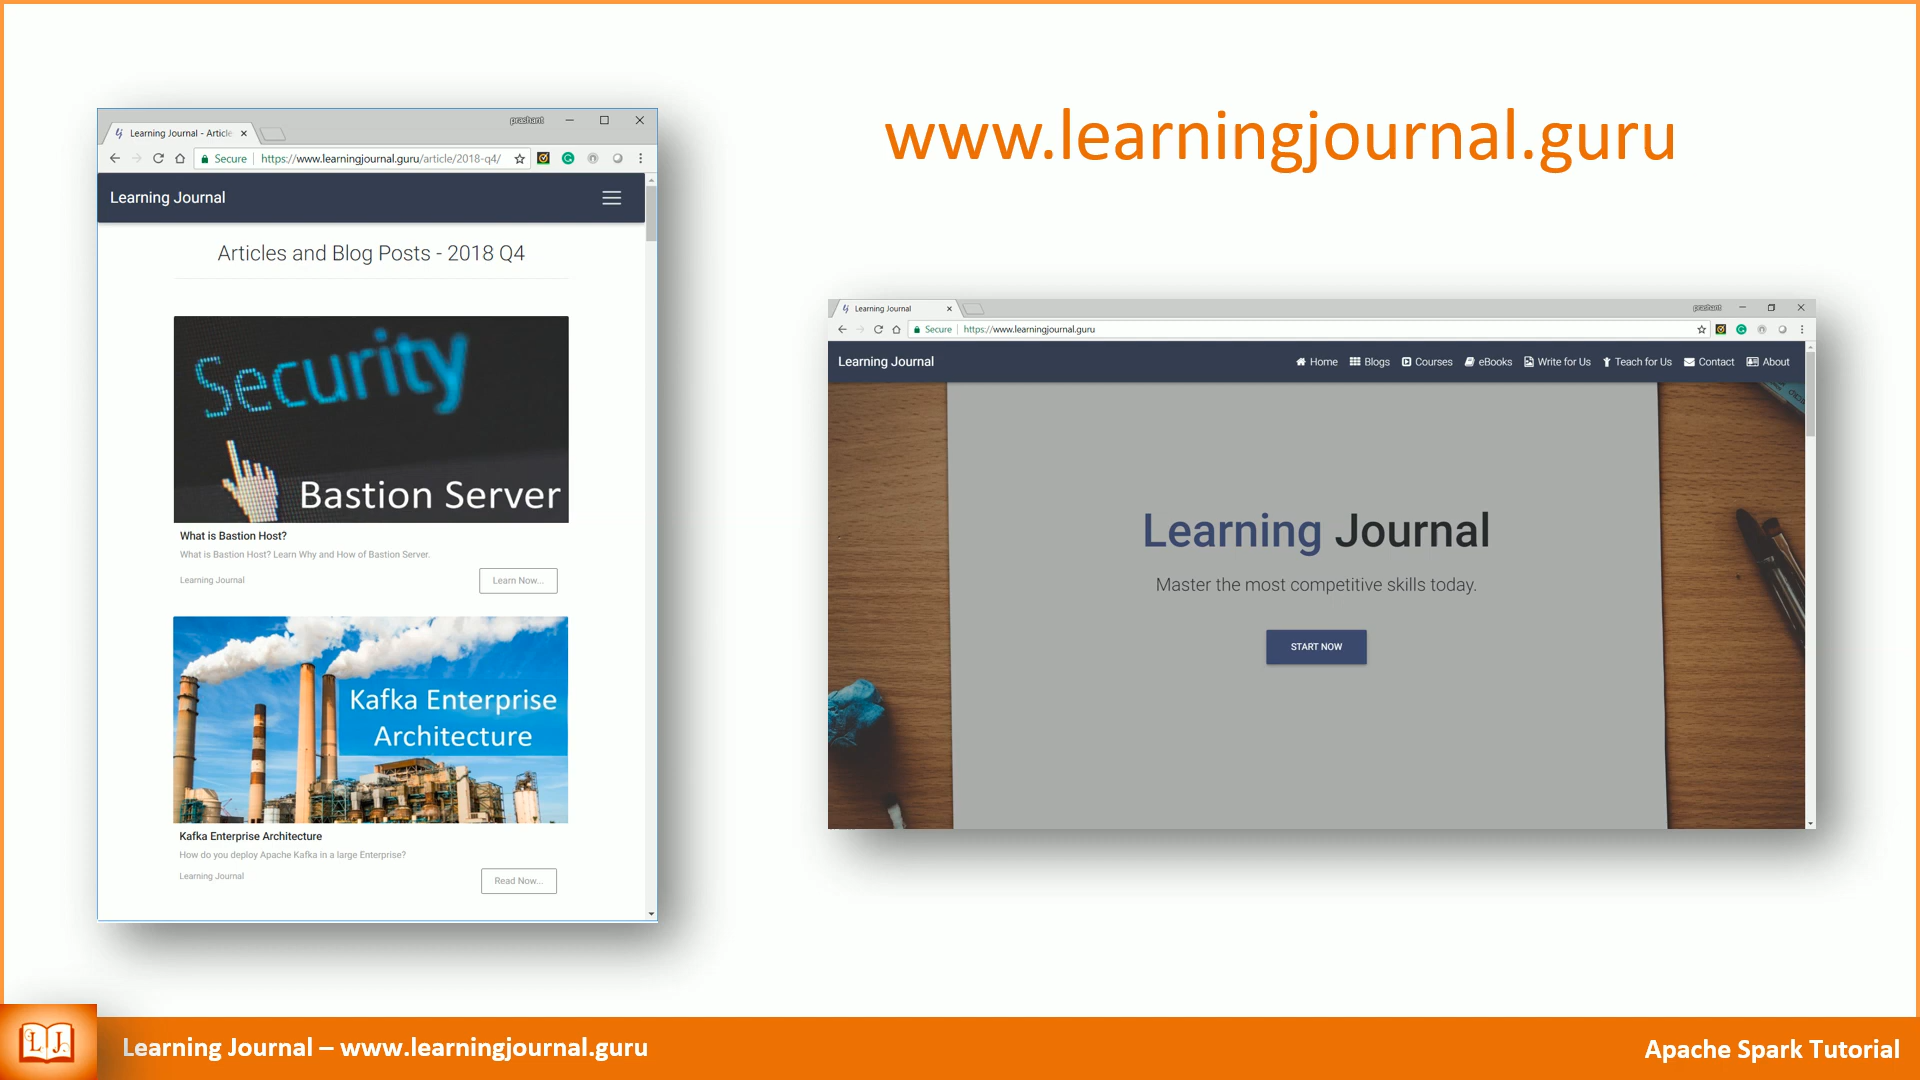 www.learningjournal.guru
Learning Journal - Article
prashant
Secure
https://www.learningjournal.guru/article/2018-q4/
Learning Journal
Articles and Blog Posts - 2018 Q4
Security
Bastion Server
What is Bastion Host?
What is Bastion Host? Learn Why and How of Bastion Server.
Learning Journal
Learn Now...
Kafka Enterprise
Architecture
Kafka Enterprise Architecture
How do you deploy Apache Kafka in a large Enterprise?
Learning Journal
Read Now...
Learning Journal
prashant
Secure
https://www.learningjournal.guru
Learning Journal
Home
Blogs
Courses
eBooks
Write for Us
Teach for Us
Contact
About
Learning Journal
Master the most competitive skills today.
START NOW
LJ
Learning Journal – www.learningjournal.guru
Apache Spark Tutorial